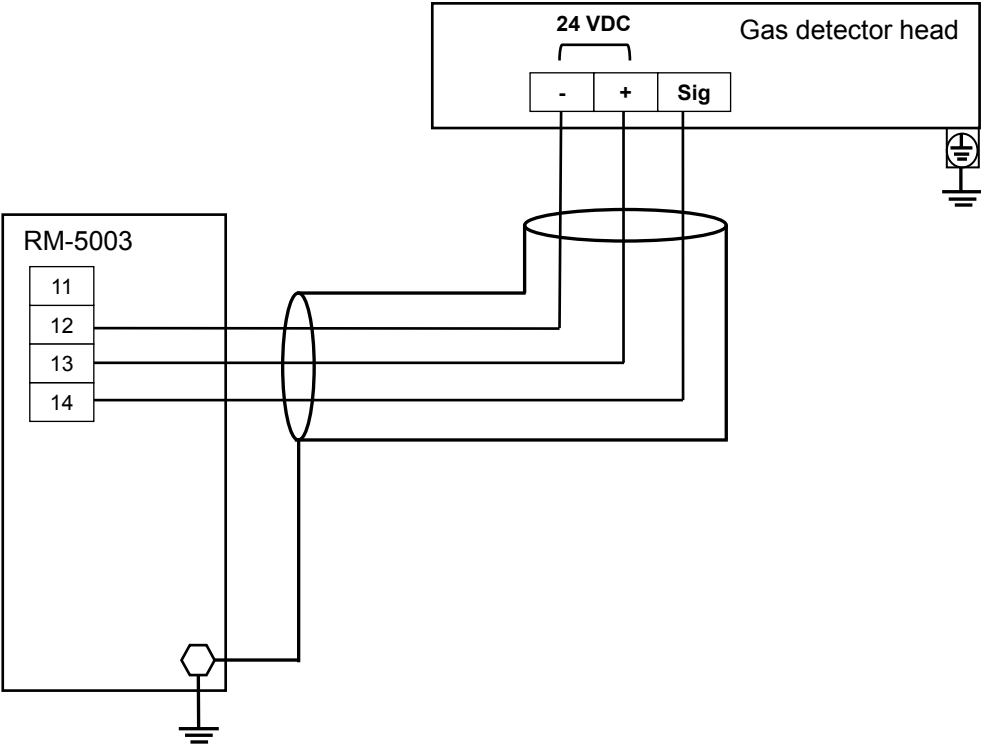 24 VDC
Gas detector head
- + Sig
RM-5003
11
12
13
14